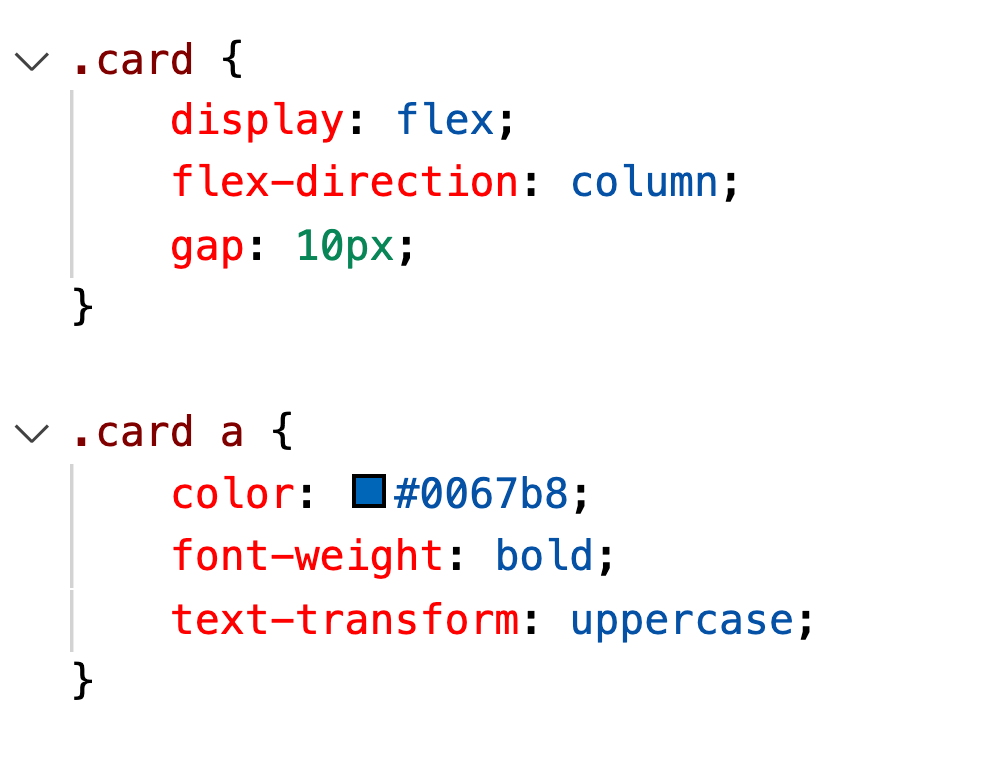 .card {
    display: flex;
    flex-direction: column;
    gap: 10px;
}

.card a {
    color: #0067b8;
    font-weight: bold;
    text-transform: uppercase;
}